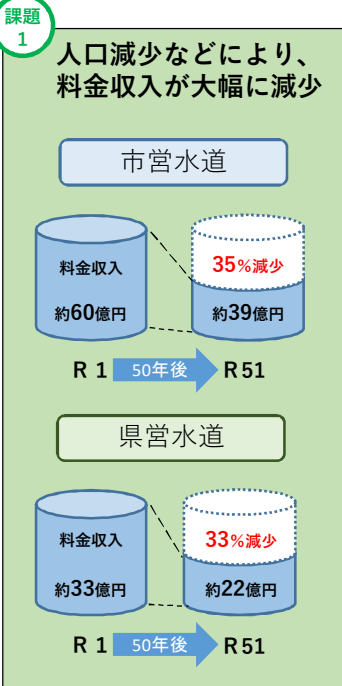 課題
1
人口減少などにより、
料金収入が大幅に減少
市営水道
料金収入
約60億円
35%減少
約39億円
R 1 50年後 R 51
県営水道
料金収入
約33億円
33%減少
約22億円
R 1 50年後 R 51